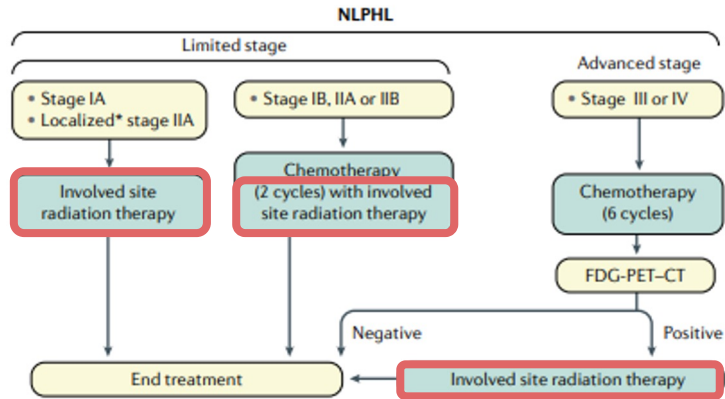 NLPHL
Limited stage
Advanced stage
• Stage IA
• Localized* stage IIA
• Stage IB, IIA or IIB
• Stage III or IV
Involved site
radiation therapy
Chemotherapy
(2 cycles) with involved
site radiation therapy
Chemotherapy
(6 cycles)
FDG-PET–CT
Negative
Positive
End treatment
Involved site radiation therapy